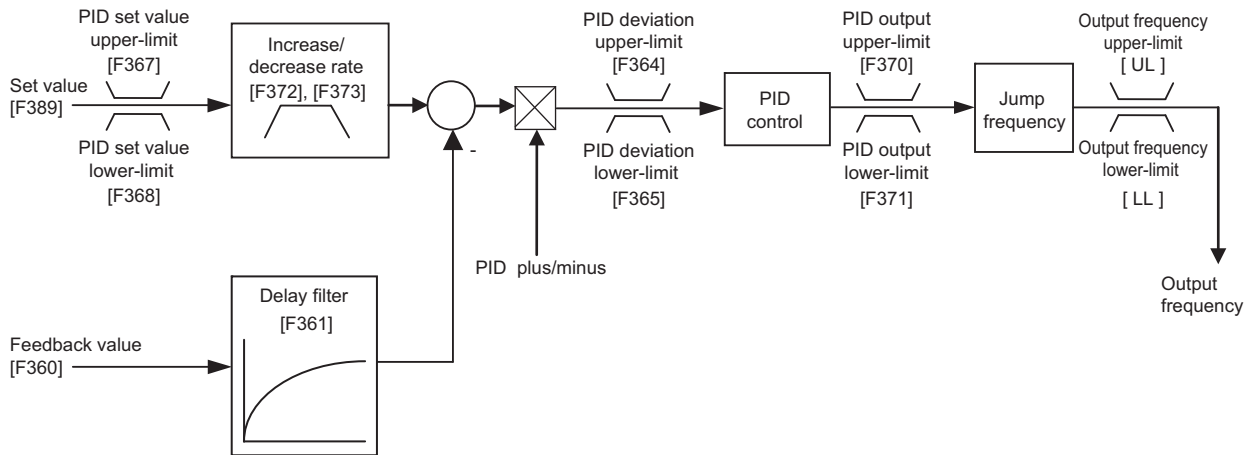 PID set value
upper-limit
[F367]
Set value
[F389]
PID set value
lower-limit
[F368]
Increase/
decrease rate
[F372], [F373]
-
PID plus/minus
PID deviation
upper-limit
[F364]
PID deviation
lower-limit
[F365]
PID
control
PID output
upper-limit
[F370]
PID output
lower-limit
[F371]
Jump
frequency
Output frequency
upper-limit
[ UL ]
Output frequency
lower-limit
[ LL ]
Output
frequency
Feedback value
[F360]
Delay filter
[F361]